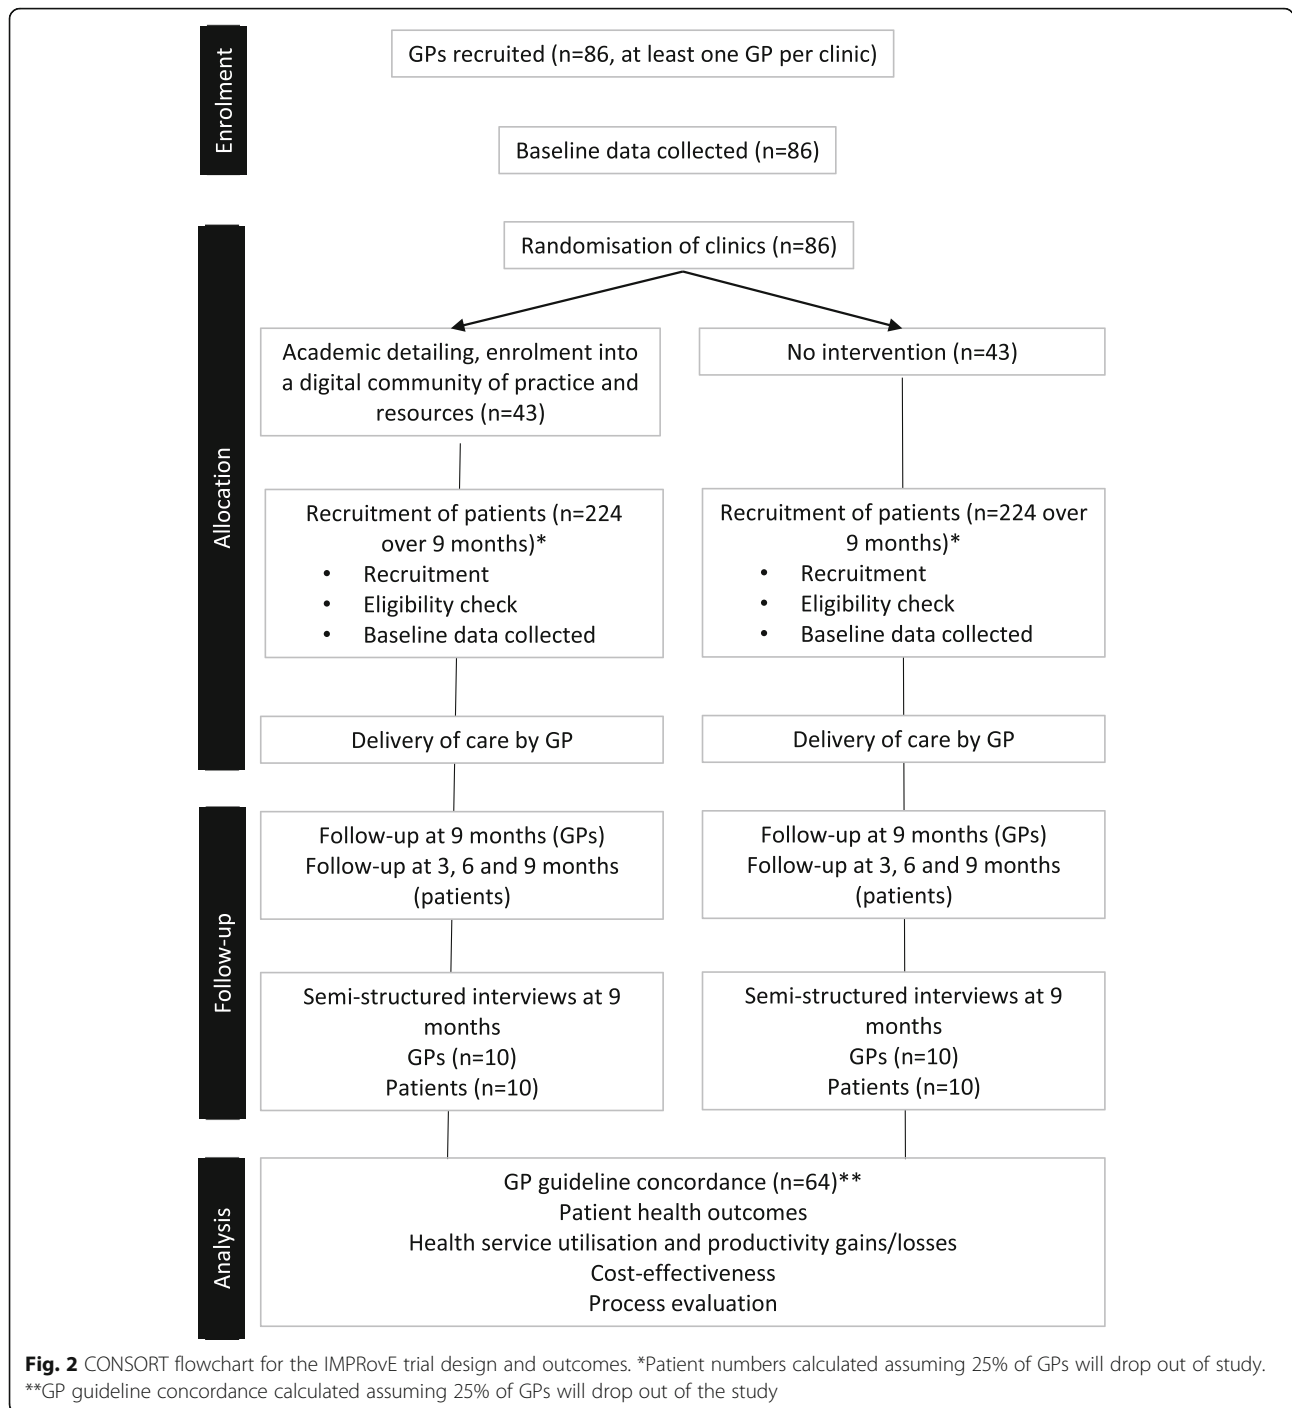 Enrolment
GPs recruited (n=86, at least one GP per clinic)
Baseline data collected (n=86)
Allocation
Randomisation of clinics (n=86)
Academic detailing, enrolment into
a digital community of practice and
resources (n=43)
No intervention (n=43)
Recruitment of patients (n=224
over 9 months)*
• Recruitment
• Eligibility check
• Baseline data collected
Recruitment of patients (n=224 over
9 months)*
• Recruitment
• Eligibility check
• Baseline data collected
Delivery of care by GP
Delivery of care by GP
Follow-up
Follow-up at 9 months (GPs)
Follow-up at 3, 6 and 9 months
(patients)
Follow-up at 9 months (GPs)
Follow-up at 3, 6 and 9 months
(patients)
Semi-structured interviews at 9
months
GPs (n=10)
Patients (n=10)
Semi-structured interviews at 9
months
GPs (n=10)
Patients (n=10)
Analysis
GP guideline concordance (n=64)**
Patient health outcomes
Health service utilisation and productivity gains/losses
Cost-effectiveness
Process evaluation
Fig. 2 CONSORT flowchart for the IMPRovE trial design and outcomes. *Patient numbers calculated assuming 25% of GPs will drop out of study.
**GP guideline concordance calculated assuming 25% of GPs will drop out of the study